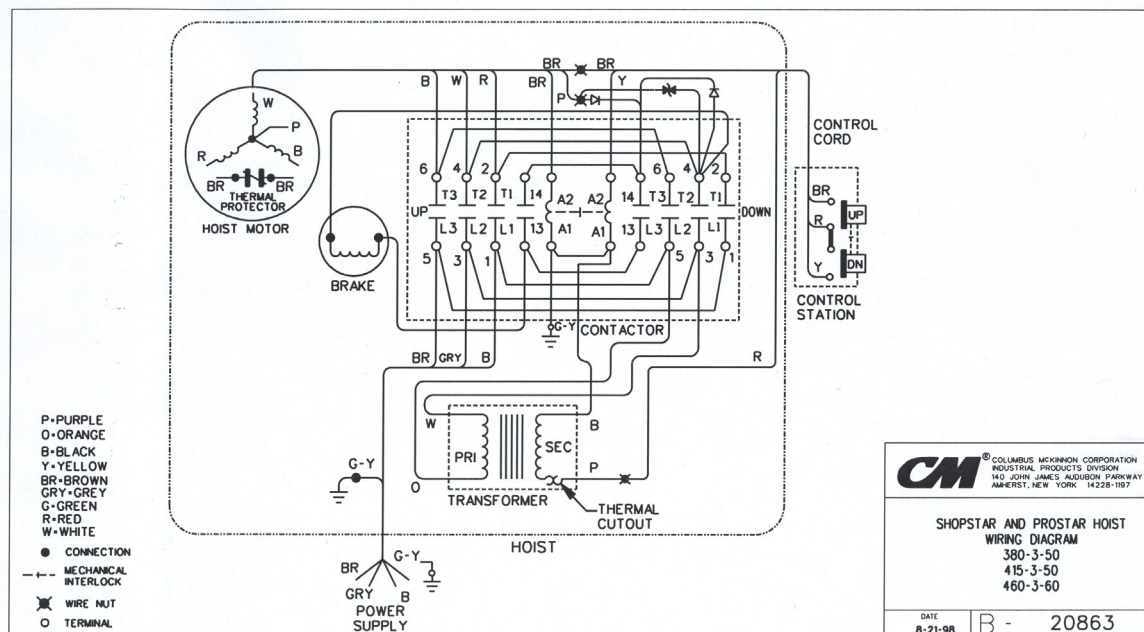 BR BR
B W R BR Y
P
W
P
R B
BR BR
THERMAL
PROTECTOR
HOIST MOTOR
BRAKE
6 4 2 6 4 2
T3 T2 T1 14 A2 A2 14 T3 T2 T1
UP DOWN
L3 L2 L1 13 A1 A1 13 L3 L2 L1
5 3 1 5 3 1
G-Y CONTACTOR
CONTROL
CORD
BR
UP
R
Y
DN
CONTROL
STATION
BR GRY B
R
W B
PRI SEC
P
O
TRANSFORMER
THERMAL
CUTOUT
G-Y
HOIST
BR G-Y
GRY B
POWER
SUPPLY
P=PURPLE
O=ORANGE
B=BLACK
Y=YELLOW
BR=BROWN
GRY=GREY
G=GREEN
R=RED
W=WHITE
CONNECTION
MECHANICAL
INTERLOCK
WIRE NUT
TERMINAL
CM ®
COLUMBUS McKINNON CORPORATION
INDUSTRIAL PRODUCTS DIVISION
140 JOHN JAMES AUDUBON PARKWAY
AMHERST, NEW YORK 14228-1197
SHOPSTAR AND PROSTAR HOIST
WIRING DIAGRAM
380-3-50
415-3-50
460-3-60
DATE
8-21-98
B - 20863